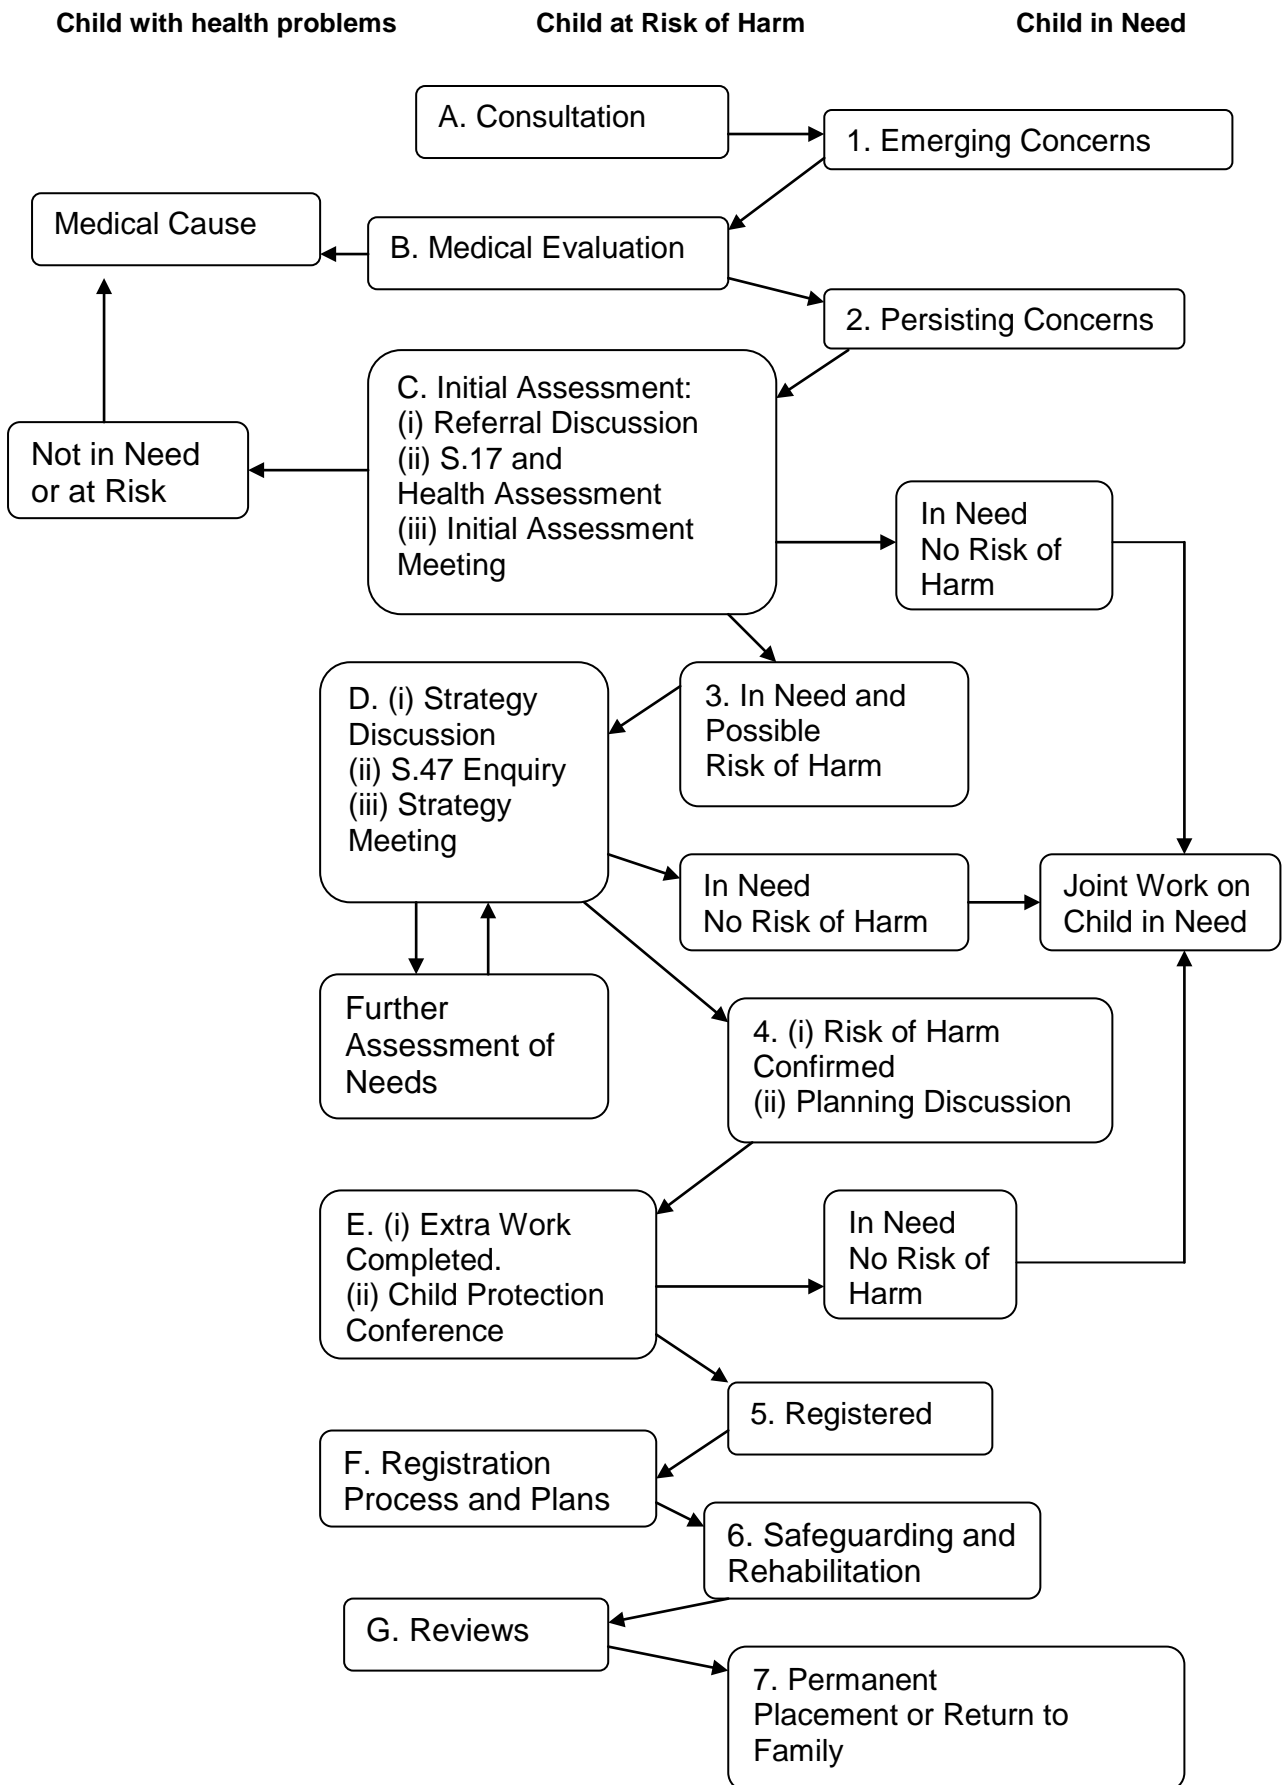 Child with health problems
Child at Risk of Harm
Child in Need
A. Consultation
1. Emerging Concerns
Medical Cause
B. Medical Evaluation
2. Persisting Concerns
C. Initial Assessment:
(i) Referral Discussion
(ii) S.17 and
Health Assessment
(iii) Initial Assessment
Meeting
Not in Need
or at Risk
In Need
No Risk of
Harm
D. (i) Strategy
Discussion
(ii) S.47 Enquiry
(iii) Strategy
Meeting
3. In Need and
Possible
Risk of Harm
In Need
No Risk of Harm
Joint Work on
Child in Need
Further
Assessment of
Needs
4. (i) Risk of Harm
Confirmed
(ii) Planning Discussion
E. (i) Extra Work
Completed.
(ii) Child Protection
Conference
In Need
No Risk of
Harm
5. Registered
F. Registration
Process and Plans
6. Safeguarding and
Rehabilitation
G. Reviews
7. Permanent
Placement or Return to
Family